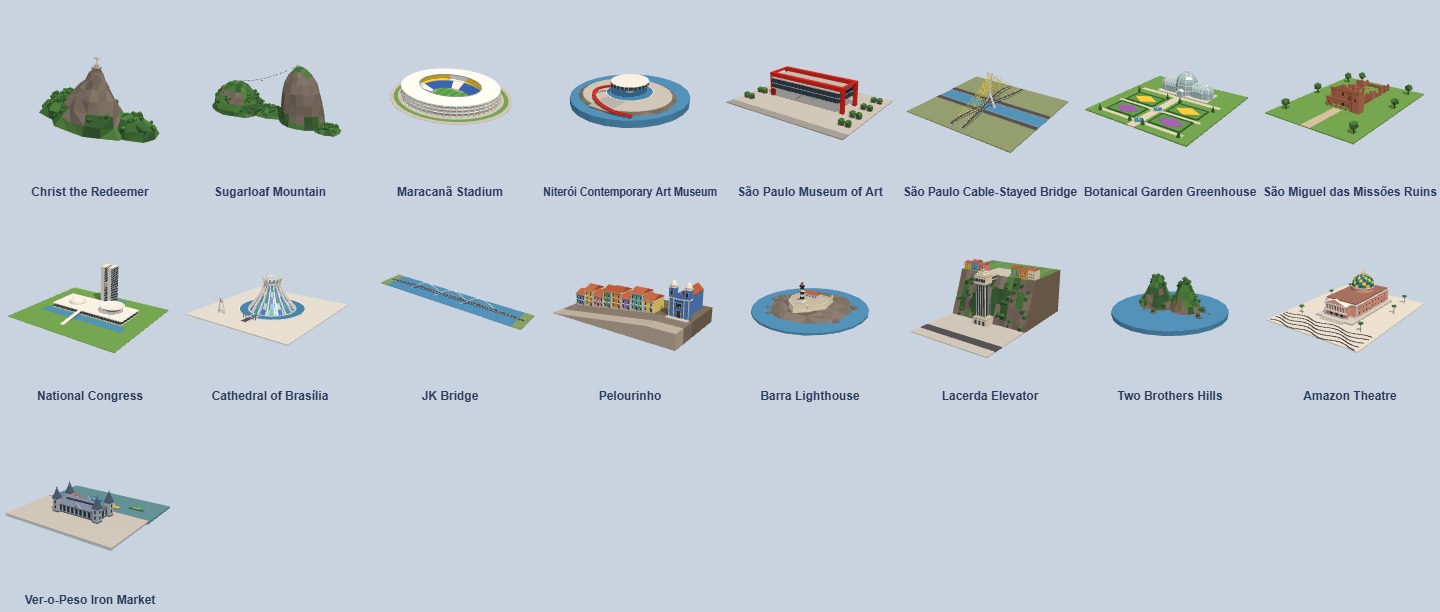 Christ the Redeemer
Sugarloaf Mountain
Maracanã Stadium
Niterói Contemporary Art Museum
São Paulo Museum of Art
São Paulo Cable-Stayed Bridge
Botanical Garden Greenhouse
São Miguel das Missões Ruins
National Congress
Cathedral of Brasília
JK Bridge
Pelourinho
Barra Lighthouse
Lacerda Elevator
Two Brothers Hills
Amazon Theatre
Ver-o-Peso Iron Market